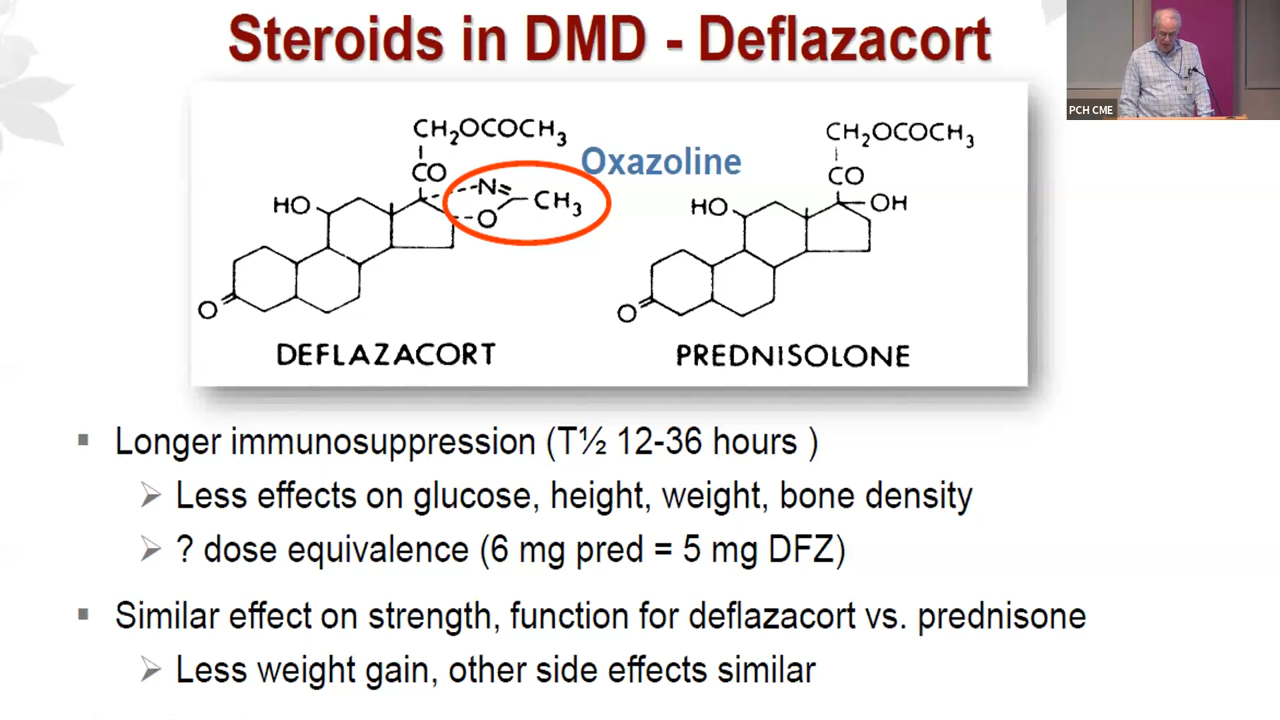 Steroids in DMD - Deflazacort
PCH CME
CH2OCOCH3
CO
N
CH3
O
HO
O
DEFLAZACORT
Oxazoline
CH2OCOCH3
CO
OH
HO
O
PREDNISOLONE
Longer immunosuppression (T½ 12-36 hours )
Less effects on glucose, height, weight, bone density
? dose equivalence (6 mg pred = 5 mg DFZ)
Similar effect on strength, function for deflazacort vs. prednisone
Less weight gain, other side effects similar